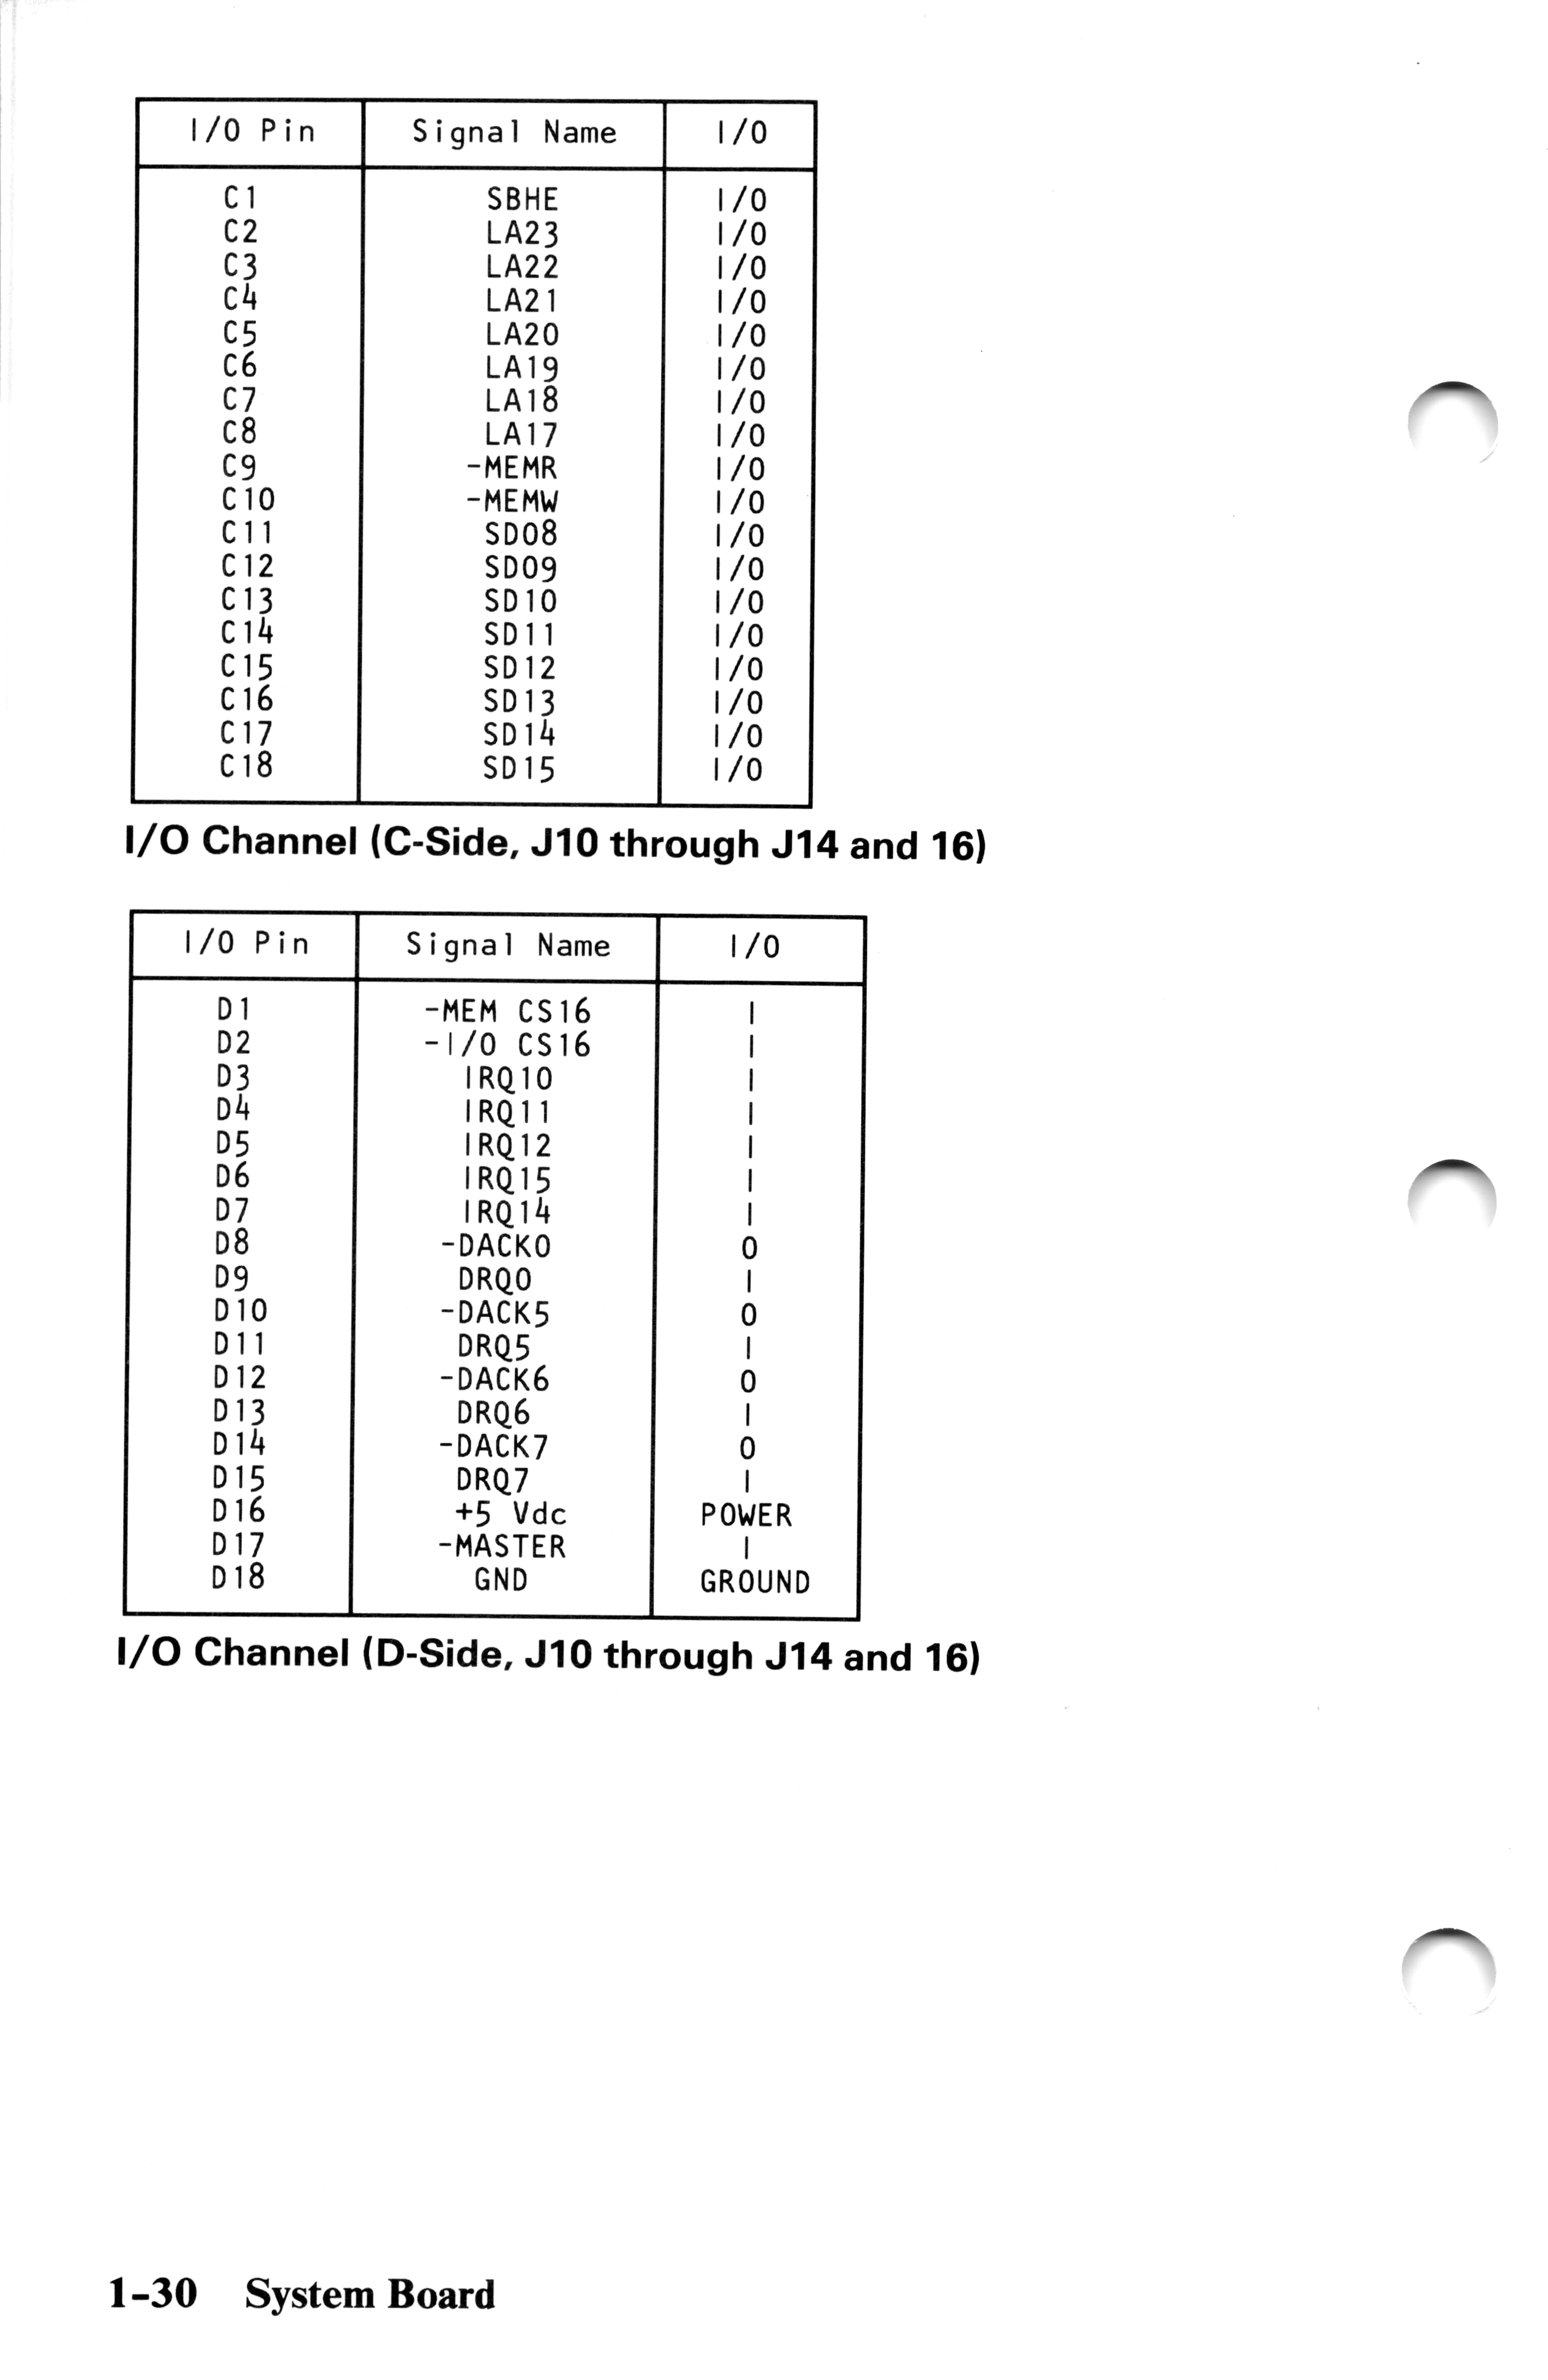 I/O Pin Signal Name I/O
C1 SBHE I/O
C2 LA23 I/O
C3 LA22 I/O
C4 LA21 I/O
C5 LA20 I/O
C6 LA19 I/O
C7 LA18 I/O
C8 LA17 I/O
C9 -MEMR I/O
C10 -MEMW I/O
C11 SD08 I/O
C12 SD09 I/O
C13 SD10 I/O
C14 SD11 I/O
C15 SD12 I/O
C16 SD13 I/O
C17 SD14 I/O
C18 SD15 I/O
I/O Channel (C-Side, J10 through J14 and 16)
I/O Pin Signal Name I/O
D1 -MEM CS16 I
D2 -I/O CS16 I
D3 IRQ10 I
D4 IRQ11 I
D5 IRQ12 I
D6 IRQ15 I
D7 IRQ14 I
D8 -DACK0 O
D9 DRQ0 I
D10 -DACK5 O
D11 DRQ5 I
D12 -DACK6 O
D13 DRQ6 I
D14 -DACK7 O
D15 DRQ7 I
D16 +5 Vdc POWER
D17 -MASTER I
D18 GND GROUND
I/O Channel (D-Side, J10 through J14 and 16)
1-30 System Board